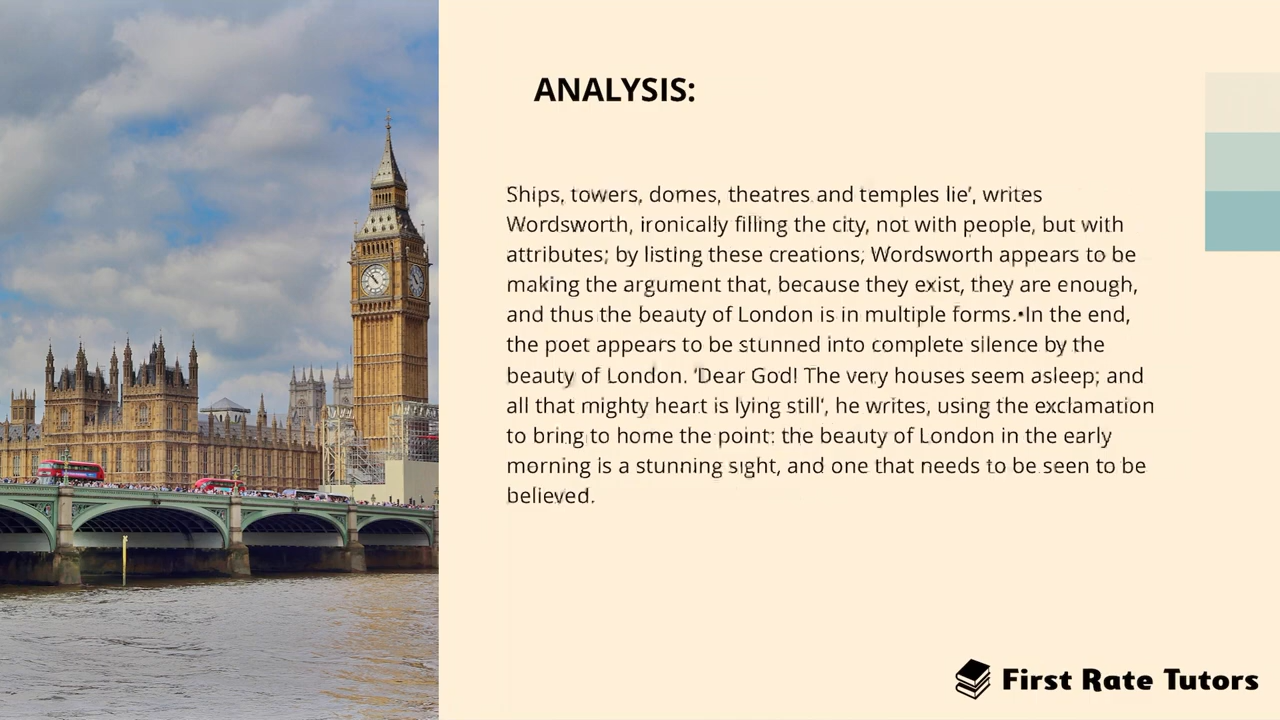 ANALYSIS:
Ships, towers, domes, theatres and temples lie’, writes
Wordsworth, ironically filling the city, not with people, but with
attributes; by listing these creations, Wordsworth appears to be
making the argument that, because they exist, they are enough,
and thus the beauty of London is in multiple forms.•In the end,
the poet appears to be stunned into complete silence by the
beauty of London. ‘Dear God! The very houses seem asleep; and
all that mighty heart is lying still‘, he writes, using the exclamation
to bring to home the point: the beauty of London in the early
morning is a stunning sight, and one that needs to be seen to be
believed.
First Rate Tutors